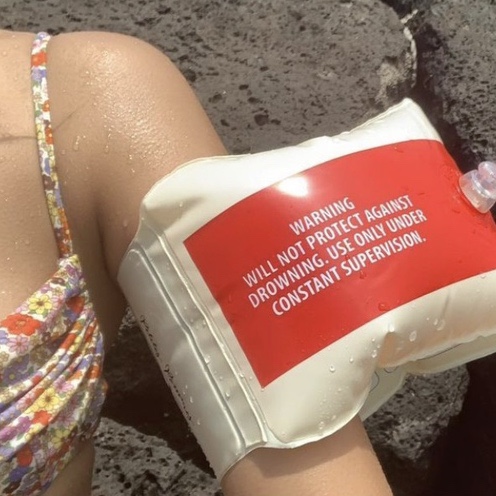 WARNING
WILL NOT PROTECT AGAINST
DROWNING. USE ONLY UNDER
CONSTANT SUPERVISION.